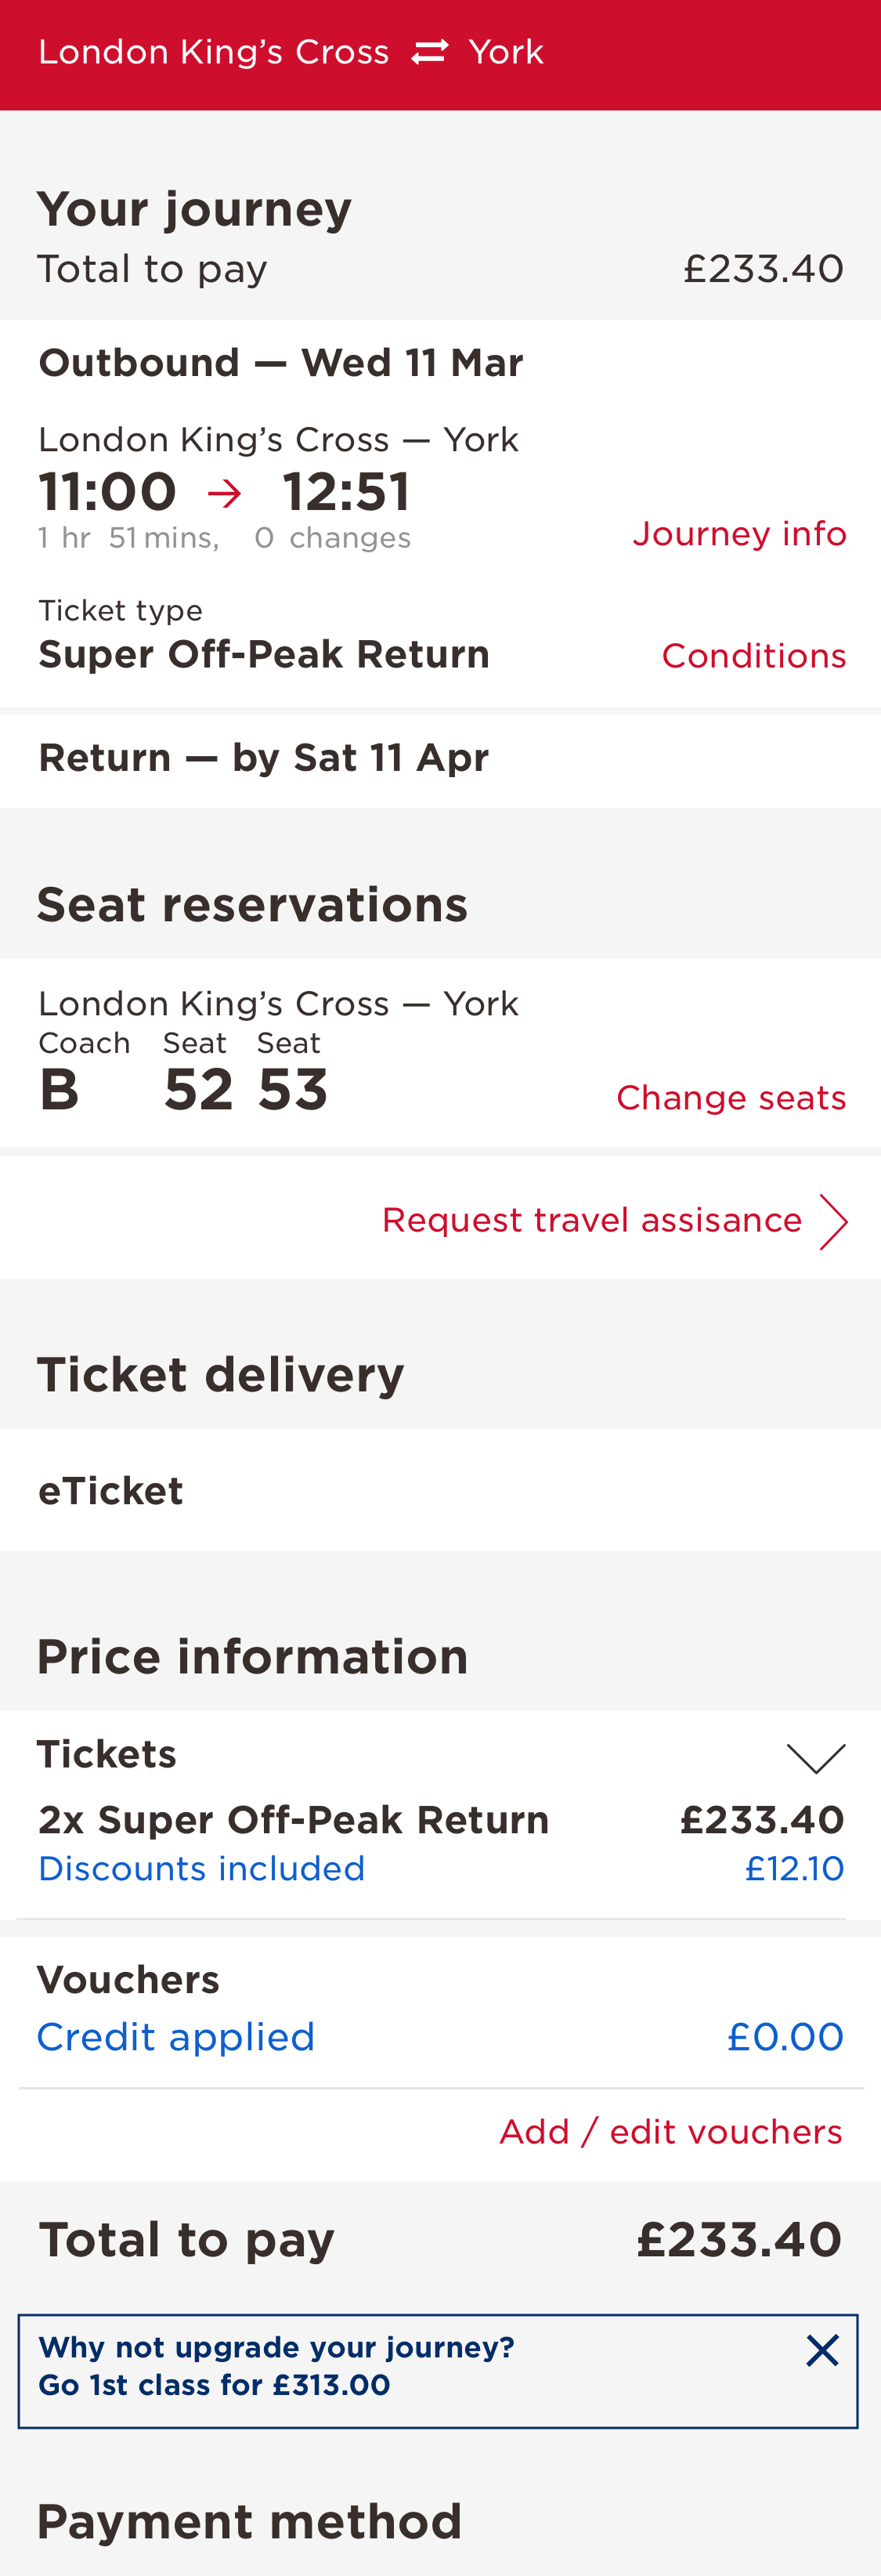 London King’s Cross ⇄ York
Your journey
Total to pay £233.40
Outbound — Wed 11 Mar
London King’s Cross — York
11:00 → 12:51
1 hr 51 mins, 0 changes Journey info
Ticket type
Super Off-Peak Return Conditions
Return — by Sat 11 Apr
Seat reservations
London King’s Cross — York
Coach Seat Seat
B 52 53 Change seats
Request travel assisance
Ticket delivery
eTicket
Price information
Tickets
2x Super Off-Peak Return £233.40
Discounts included £12.10
Vouchers
Credit applied £0.00
Add / edit vouchers
Total to pay £233.40
Why not upgrade your journey?
Go 1st class for £313.00
Payment method